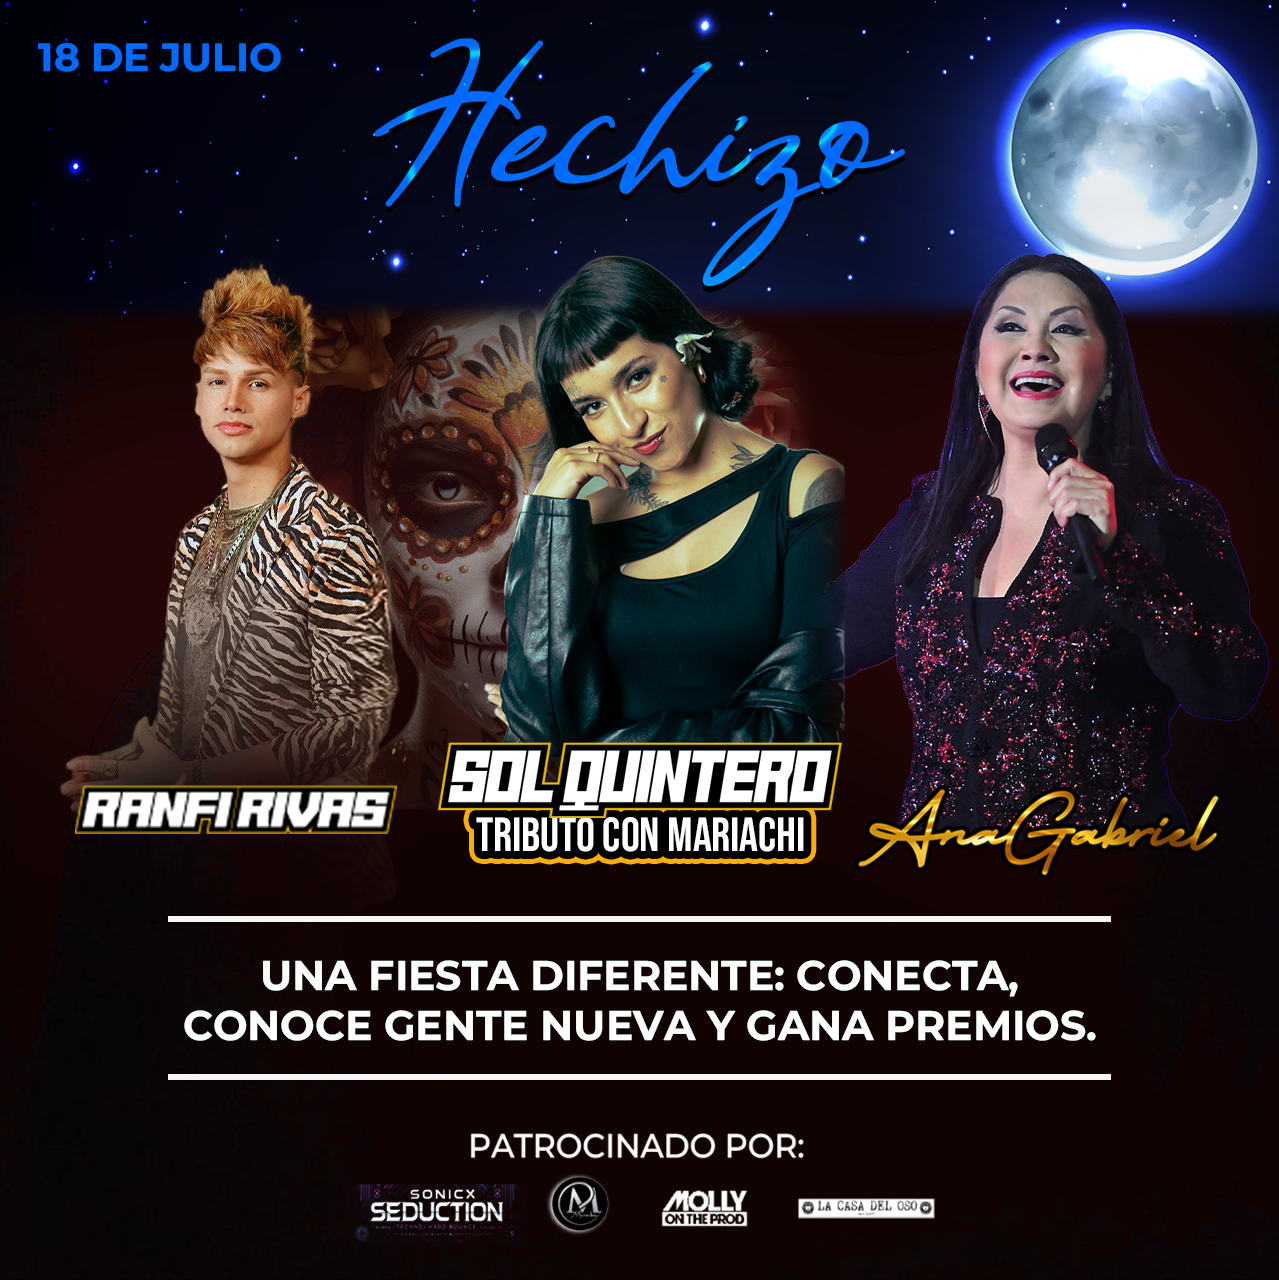 18 DE JULIO
Hechizo
RANFI RIVAS
SOL QUINTERO
TRIBUTO CON MARIACHI
AnaGabriel
UNA FIESTA DIFERENTE: CONECTA,
CONOCE GENTE NUEVA Y GANA PREMIOS.
PATROCINADO POR:
SONICX
SEDUCTION
MOLLY
ON THE PROD
LA CASA DEL OSO